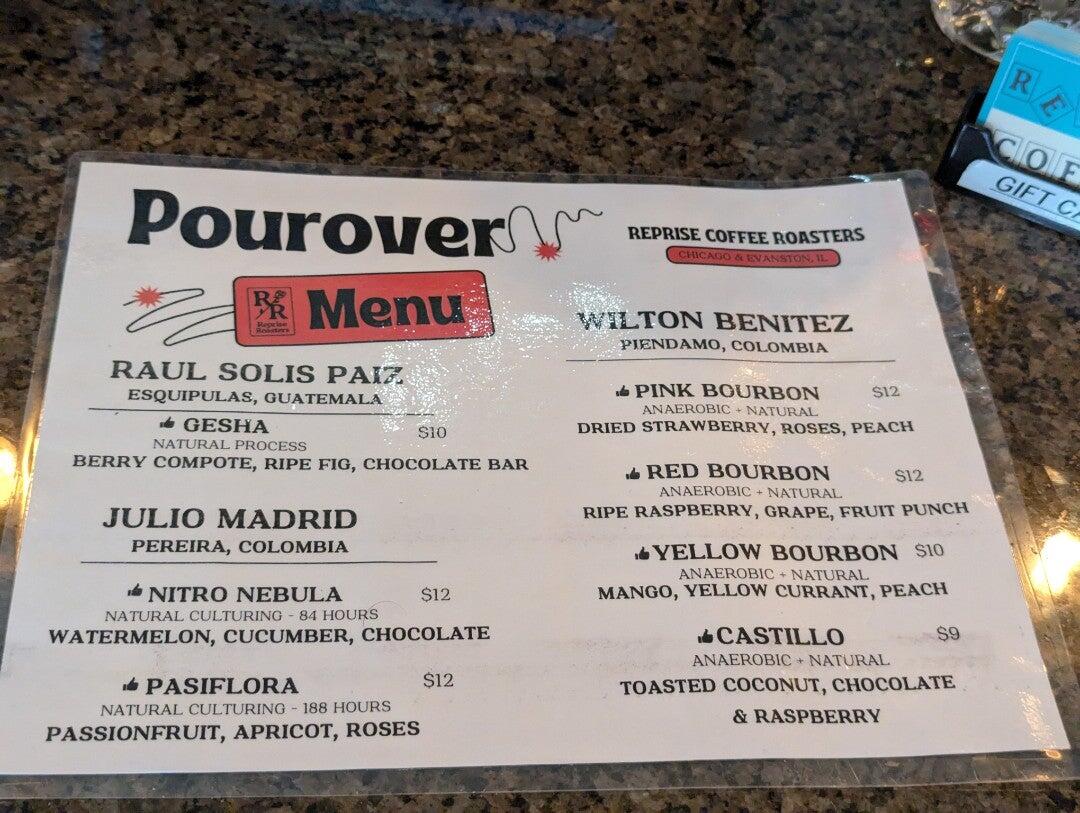 Pourover
R R
Reprise
Roasters
Menu
RAUL SOLIS PAIZ
ESQUIPULAS, GUATEMALA
GESHA $10
NATURAL PROCESS
BERRY COMPOTE, RIPE FIG, CHOCOLATE BAR
JULIO MADRID
PEREIRA, COLOMBIA
NITRO NEBULA $12
NATURAL CULTURING - 84 HOURS
WATERMELON, CUCUMBER, CHOCOLATE
PASIFLORA $12
NATURAL CULTURING - 188 HOURS
PASSIONFRUIT, APRICOT, ROSES
REPRISE COFFEE ROASTERS
CHICAGO & EVANSTON, IL
WILTON BENITEZ
PIENDAMO, COLOMBIA
PINK BOURBON $12
ANAEROBIC + NATURAL
DRIED STRAWBERRY, ROSES, PEACH
RED BOURBON $12
ANAEROBIC + NATURAL
RIPE RASPBERRY, GRAPE, FRUIT PUNCH
YELLOW BOURBON $10
ANAEROBIC + NATURAL
MANGO, YELLOW CURRANT, PEACH
CASTILLO $9
ANAEROBIC + NATURAL
TOASTED COCONUT, CHOCOLATE
& RASPBERRY
RE
COF
GIFT CA